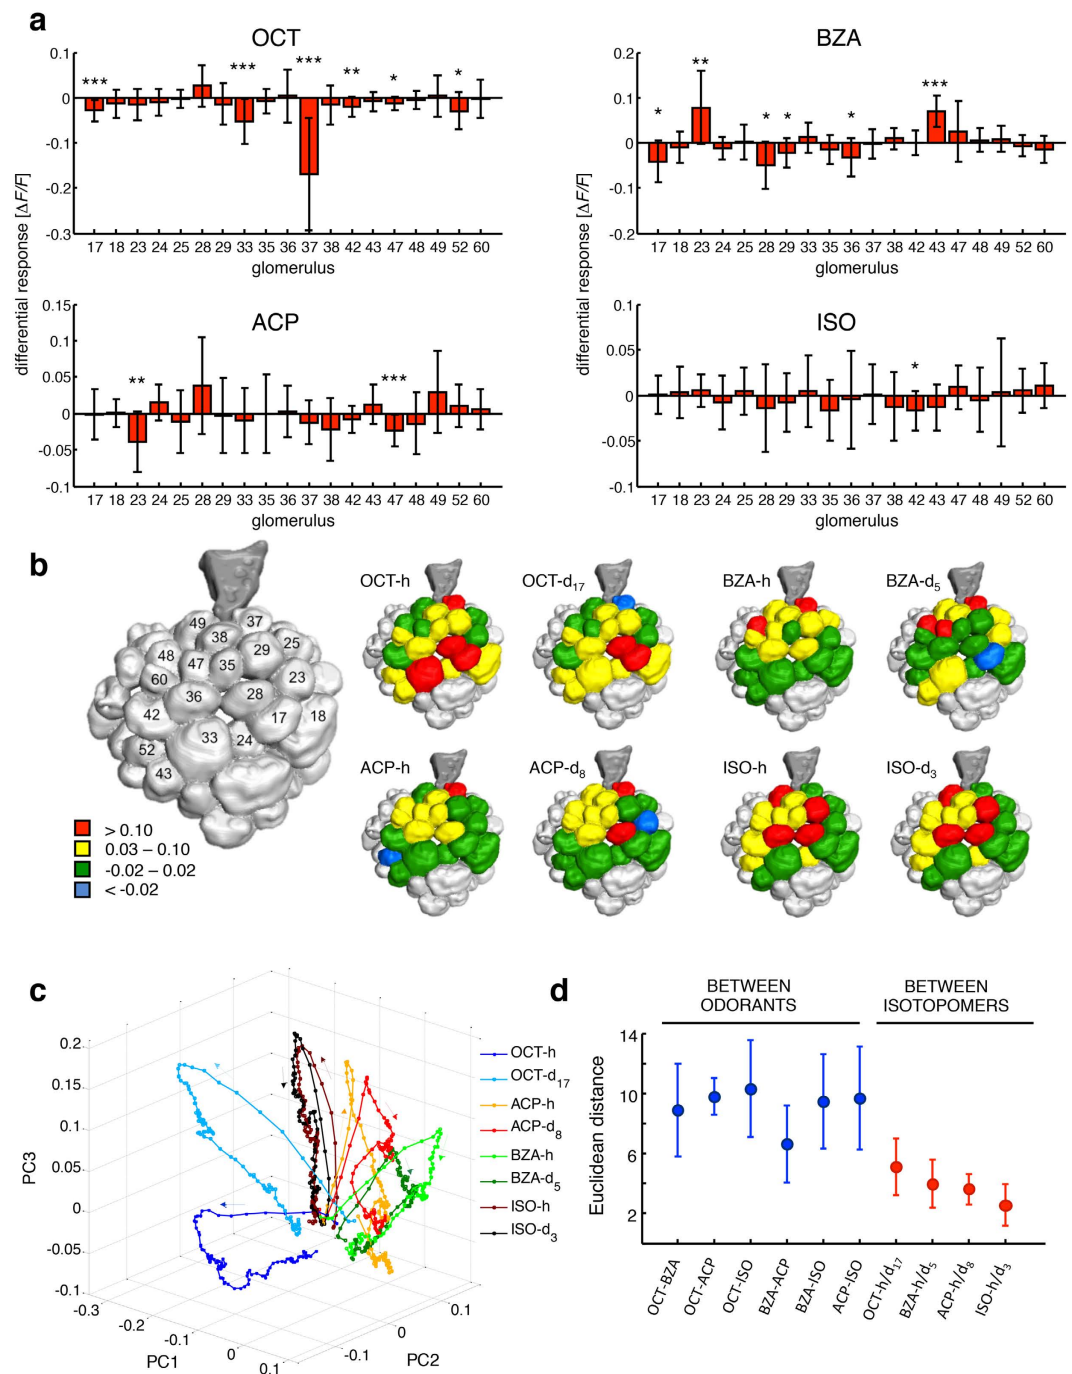 a
OCT
differential response [ΔF/F]
0.1
0
-0.1
-0.2
-0.3
*** *** *** ** * *
17 18 23 24 25 28 29 33 35 36 37 42 43 47 48 49 52 60
glomerulus
BZA
differential response [ΔF/F]
0.2
0.1
0
-0.1
-0.2
* ** * * * ***
17 18 23 24 25 28 29 33 35 36 37 38 42 43 47 48 49 52 60
glomerulus
ACP
0.15
0.1
0.05
0
-0.05
-0.1
** ***
17 18 23 24 25 28 29 33 35 36 37 38 42 43 47 48 49 52 60
glomerulus
ISO
0.1
0.05
0
-0.05
-0.1
*
17 18 23 24 25 28 29 33 35 36 37 38 42 43 47 48 49 52 60
glomerulus
b
49 37
38 25
48 47 35 29
60 23
36 28
42 17 18
33 24
52
43
> 0.10
0.03 – 0.10
-0.02 – 0.02
< -0.02
OCT-h
OCT-d17
BZA-h
BZA-d5
ACP-h
ACP-d8
ISO-h
ISO-d3
c
PC3
0.2
0.15
0.1
0.05
0
-0.05
-0.1
-0.3
-0.2
-0.1
0
0.1
PC1
-0.1
0
0.1
PC2
OCT-h
OCT-d17
ACP-h
ACP-d8
BZA-h
BZA-d5
ISO-h
ISO-d3
d
BETWEEN ODORANTS
BETWEEN ISOTOPOMERS
Euclidean distance
14
10
6
2
OCT-BZA
OCT-ACP
OCT-ISO
BZA-ACP
BZA-ISO
ACP-ISO
OCT-h/d17
BZA-h/d5
ACP-h/d8
ISO-h/d3